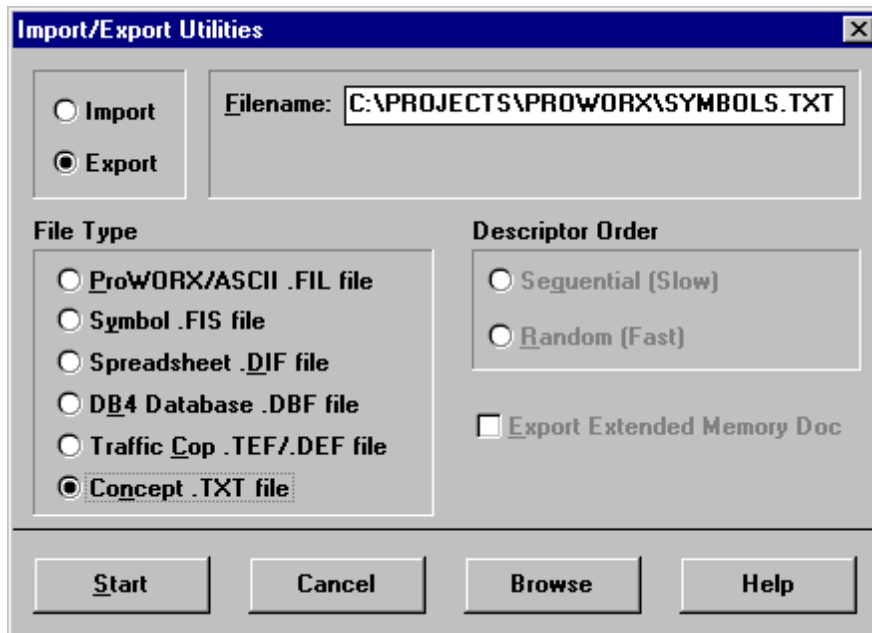 Import/Export Utilities
Import
Export
Filename: C:\PROJECTS\PROWORX\SYMBOLS.TXT
File Type
ProWORX/ASCII .FIL file
Symbol .FIS file
Spreadsheet .DIF file
DB4 Database .DBF file
Traffic Cop .TEF/.DEF file
Concept .TXT file
Descriptor Order
Sequential (Slow)
Random (Fast)
Export Extended Memory Doc
Start Cancel Browse Help